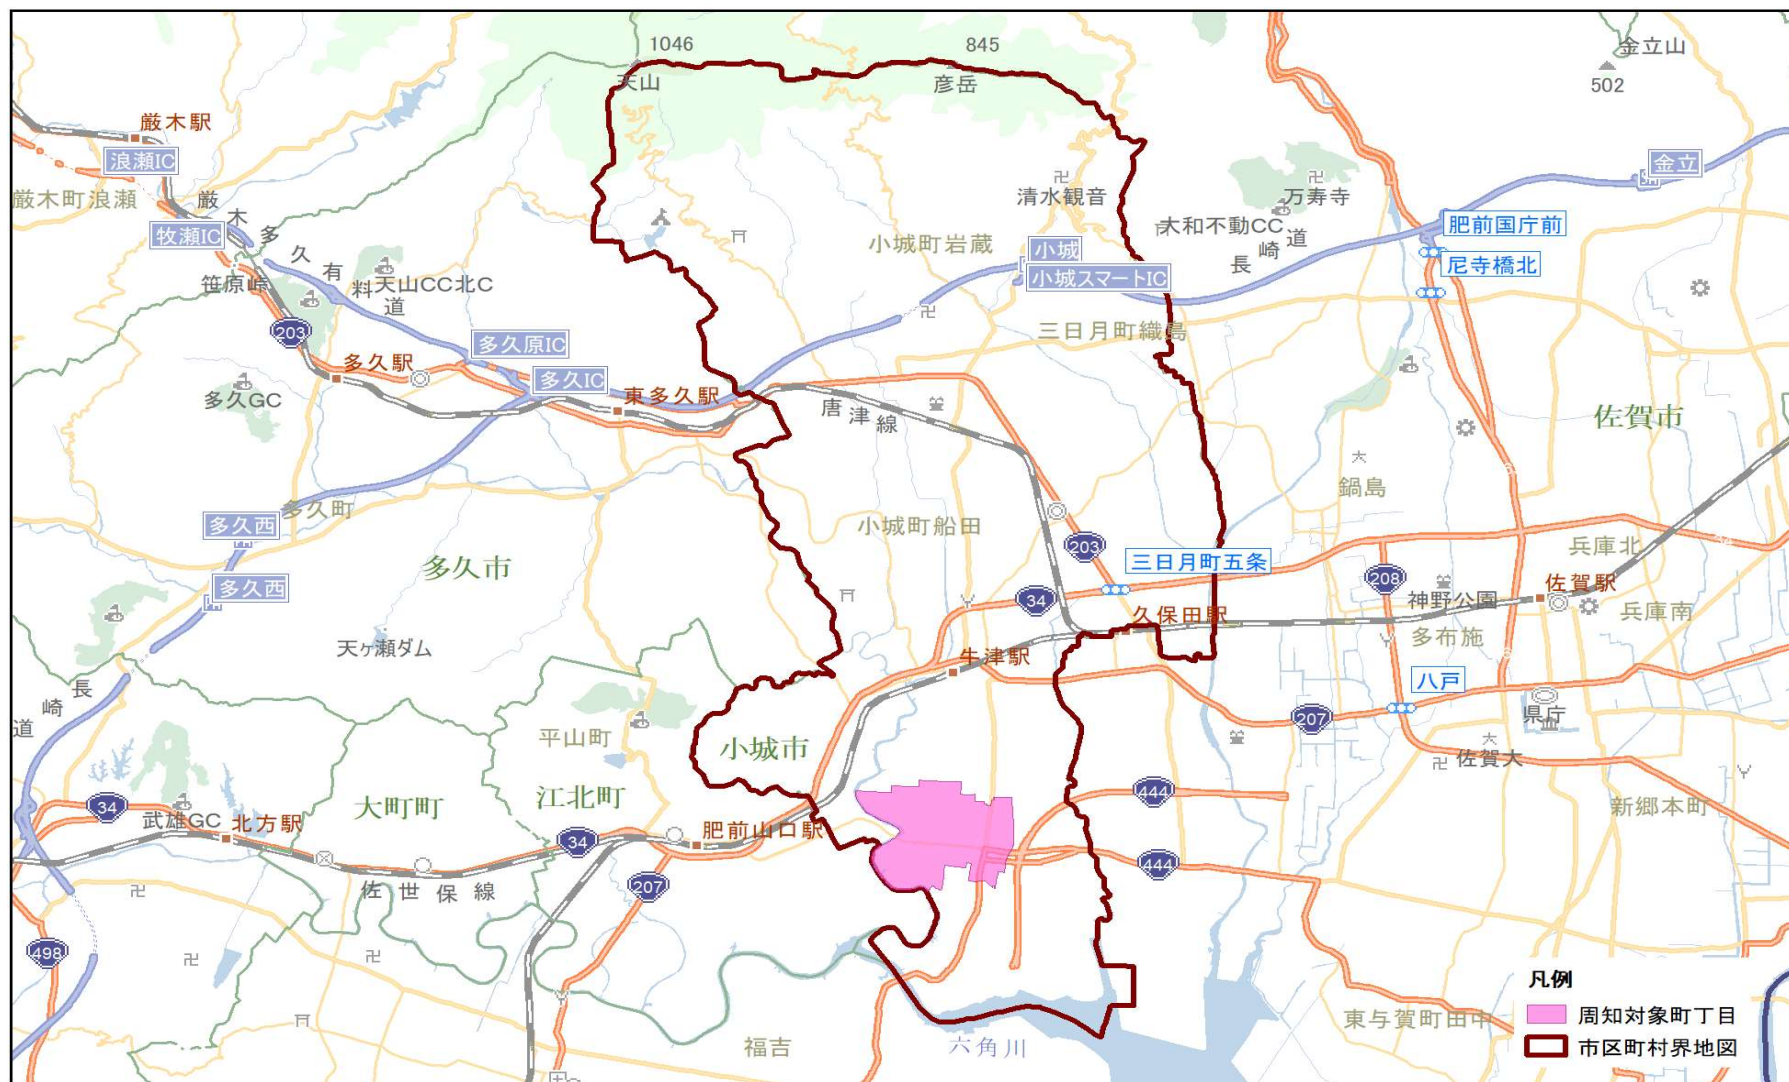 1046
845
金立山
天山
彦岳
502
厳木駅
浪瀬IC
金立
厳木町浪瀬
厳木多久有料道
清水観音
万寿寺
牧瀬IC
小城町岩蔵
大和不動CC
長崎道
肥前国庁前
小城
尼寺橋北
笹原峠
天山CC北C
小城スマートIC
203
多久原IC
三日月町織島
多久駅
多久IC
東多久駅
多久GC
唐津線
佐賀市
鍋島
多久町
多久西
小城町船田
203
34
兵庫北
多久市
三日月町五条
208
佐賀駅
多久西
34
神野公園
久保田駅
兵庫南
天ヶ瀬ダム
多布施
牛津駅
八戸
長崎道
207
県庁
平山町
小城市
佐賀大
34
大町町
江北町
444
新郷本町
武雄GC
北方駅
34
肥前山口駅
444
佐世保線
207
498
凡例
周知対象町丁目
東与賀町田中
福吉
六角川
市区町村界地図